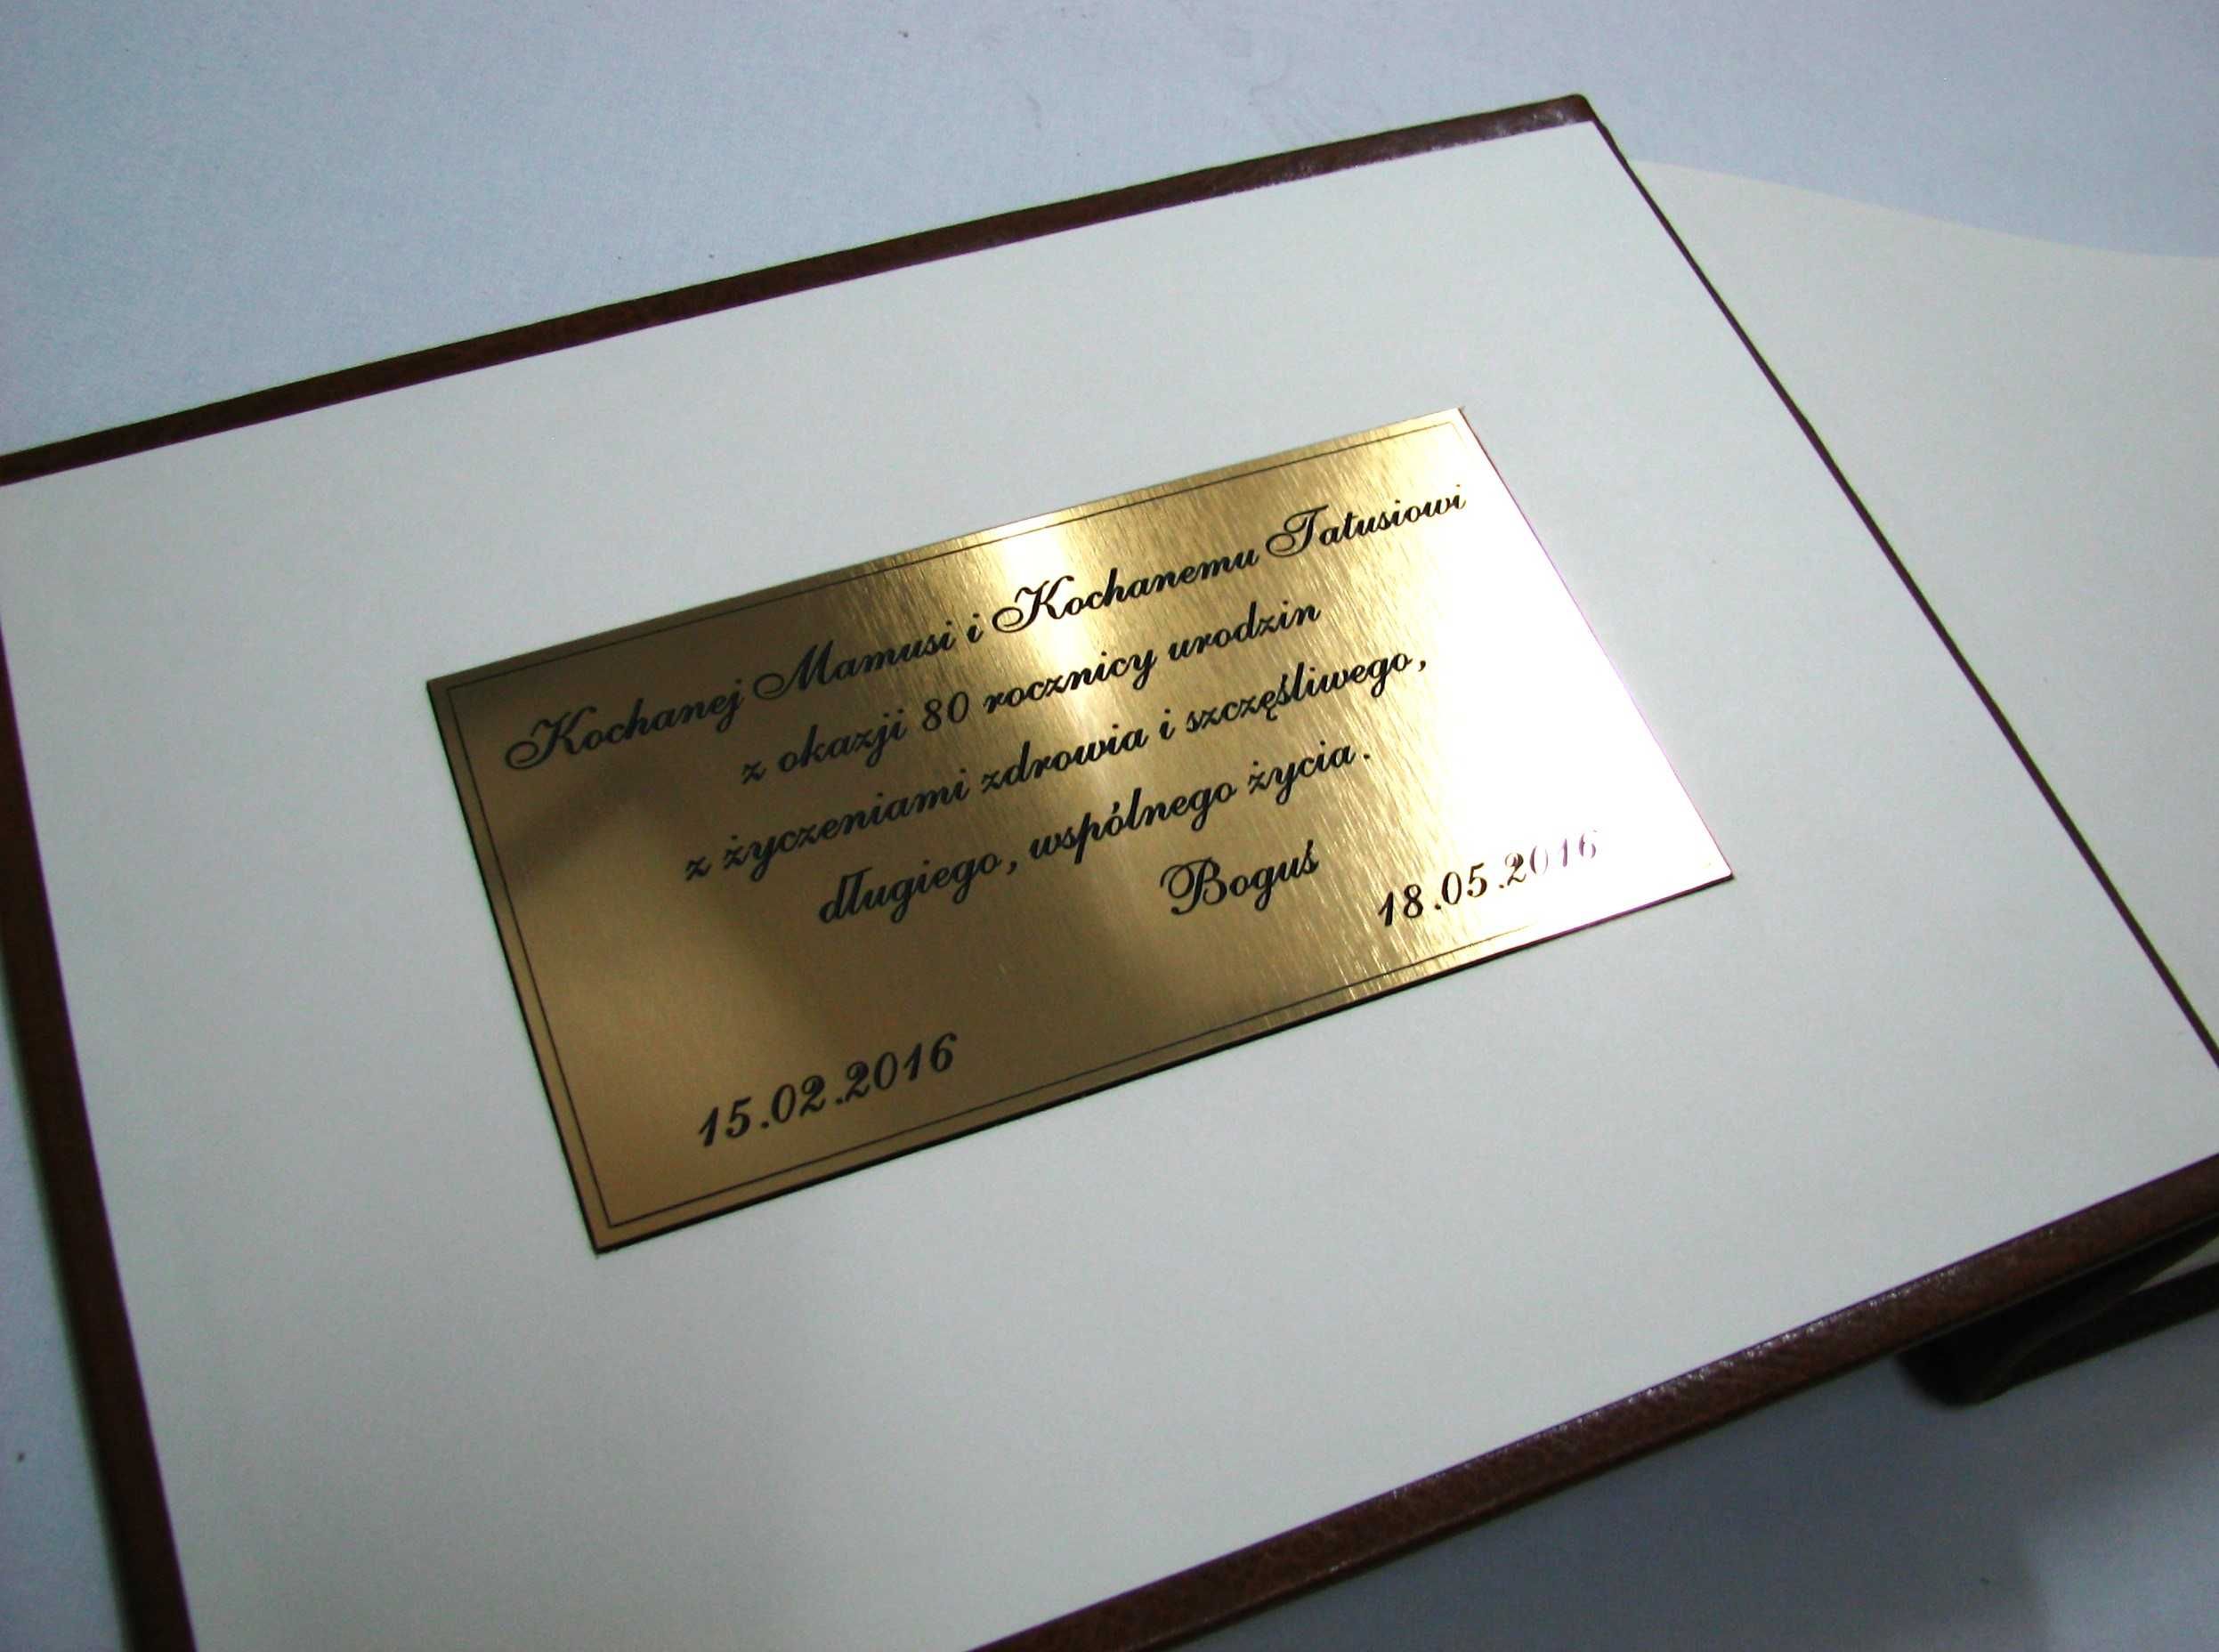 Kochanej Mamusi i Kochanemu Tatusiowi
z okazji 80 rocznicy urodzin
z życzeniami zdrowia i szczęśliwego,
długiego, wspólnego życia.
Boguś
15.02.2016 18.05.2016